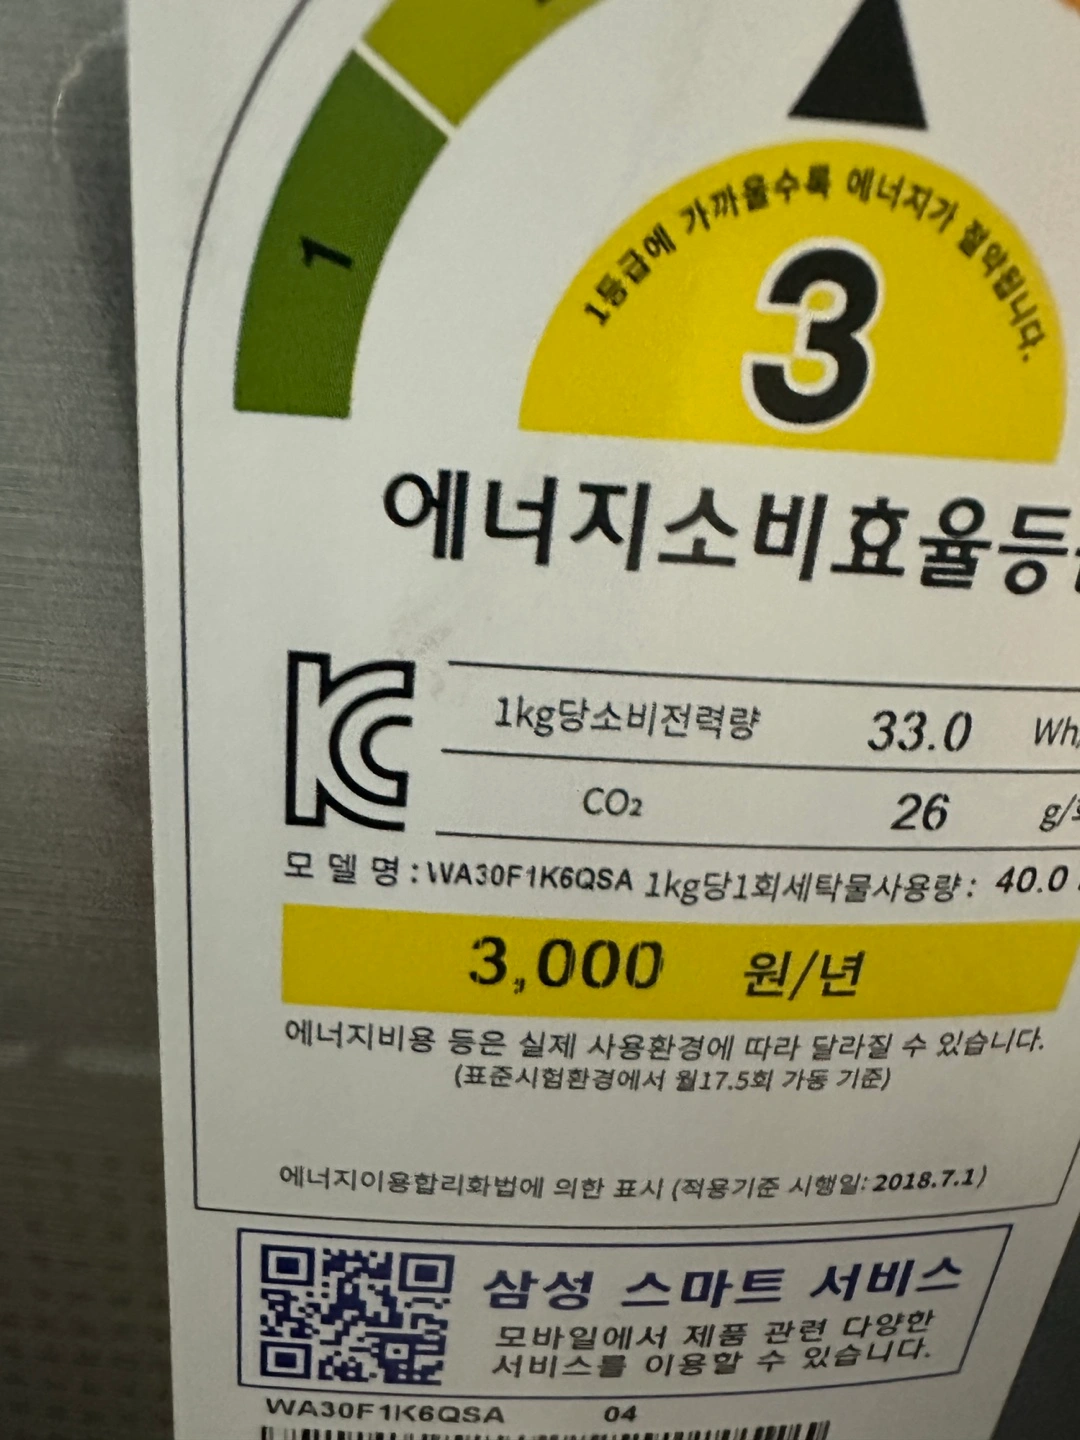 1
1등급에 가까울수록 에너지가 절약됩니다.
3
에너지소비효율등
1kg당소비전력량 33.0 Wh/
CO₂ 26 g/회
모 델 명 : WA30F1K6QSA 1kg당1회세탁물사용량 : 40.0
3,000 원/년
에너지비용 등은 실제 사용환경에 따라 달라질 수 있습니다.
(표준시험환경에서 월17.5회 가동 기준)
에너지이용합리화법에 의한 표시 (적용기준 시행일: 2018.7.1)
삼성 스마트 서비스
모바일에서 제품 관련 다양한
서비스를 이용할 수 있습니다.
WA30F1K6QSA 04